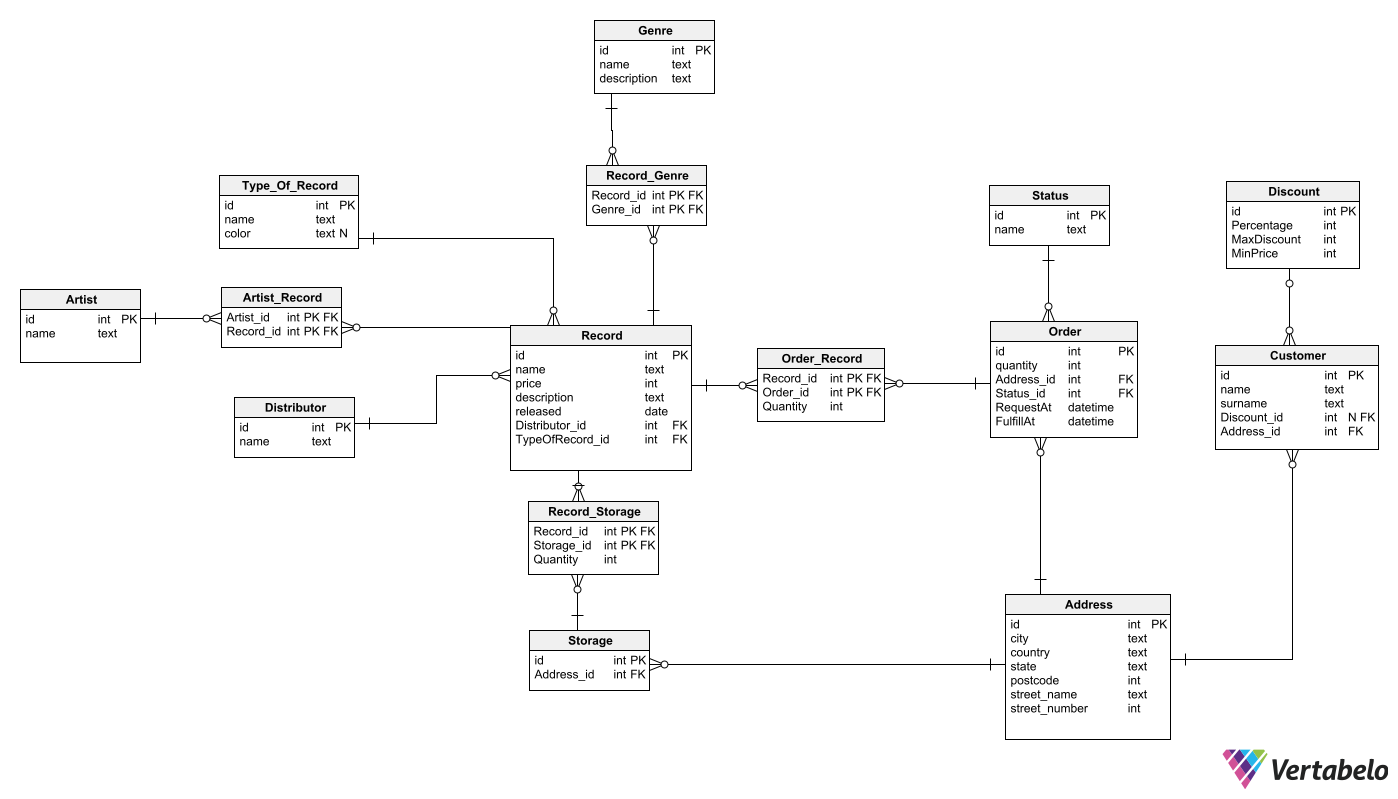 Genre
id int PK
name text
description text
Record_Genre
Record_id int PK FK
Genre_id int PK FK
Type_Of_Record
id int PK
name text
color text N
Status
id int PK
name text
Discount
id int PK
Percentage int
MaxDiscount int
MinPrice int
Artist
id int PK
name text
Artist_Record
Artist_id int PK FK
Record_id int PK FK
Record
id int PK
name text
price int
description text
released date
Distributor_id int FK
TypeOfRecord_id int FK
Order_Record
Record_id int PK FK
Order_id int PK FK
Quantity int
Order
id int PK
quantity int
Address_id int FK
Status_id int FK
RequestAt datetime
FulfillAt datetime
Customer
id int PK
name text
surname text
Discount_id int N FK
Address_id int FK
Distributor
id int PK
name text
Record_Storage
Record_id int PK FK
Storage_id int PK FK
Quantity int
Storage
id int PK
Address_id int FK
Address
id int PK
city text
country text
state text
postcode int
street_name text
street_number int
Vertabelo